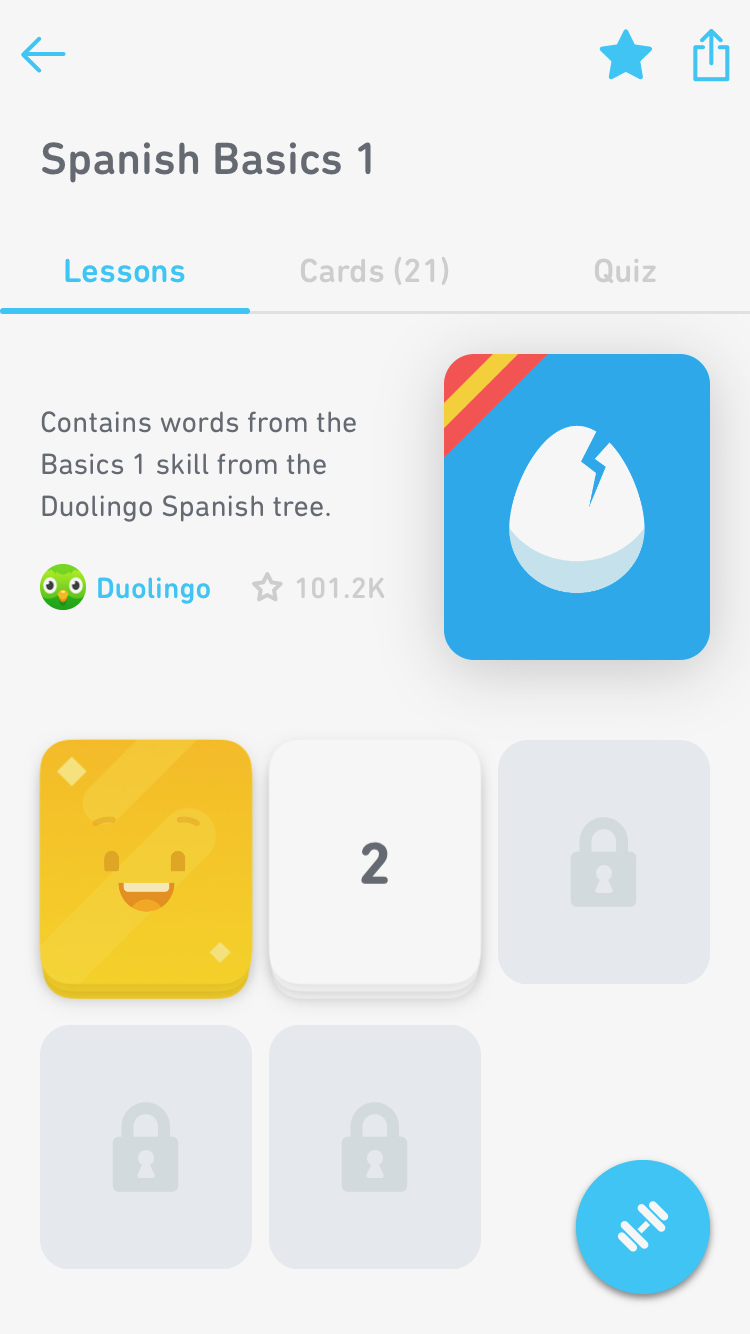 Spanish Basics 1
Lessons
Cards (21)
Quiz
Contains words from the
Basics 1 skill from the
Duolingo Spanish tree.
Duolingo
101.2K
2